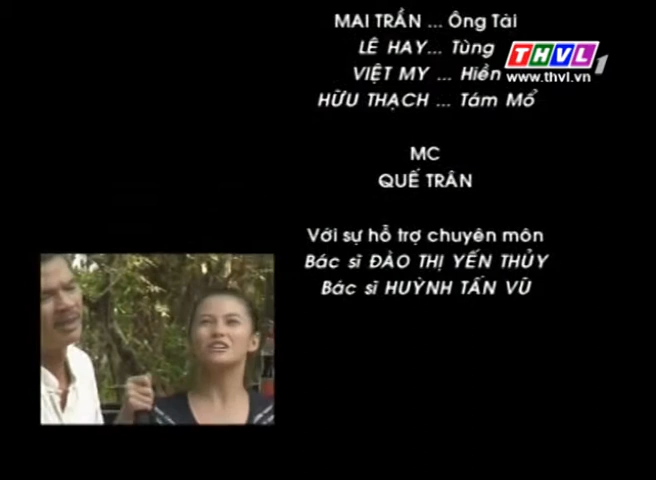 MAI TRẦN ... Ông Tài
LÊ HAY... Tùng
VIỆT MY ... Hiền
HỮU THẠCH ... Tám Mổ
THVL1
www.thvl.vn
MC
QUẾ TRÂN
Với sự hỗ trợ chuyên môn
Bác sĩ ĐÀO THỊ YẾN THỦY
Bác sĩ HUỲNH TẤN VŨ